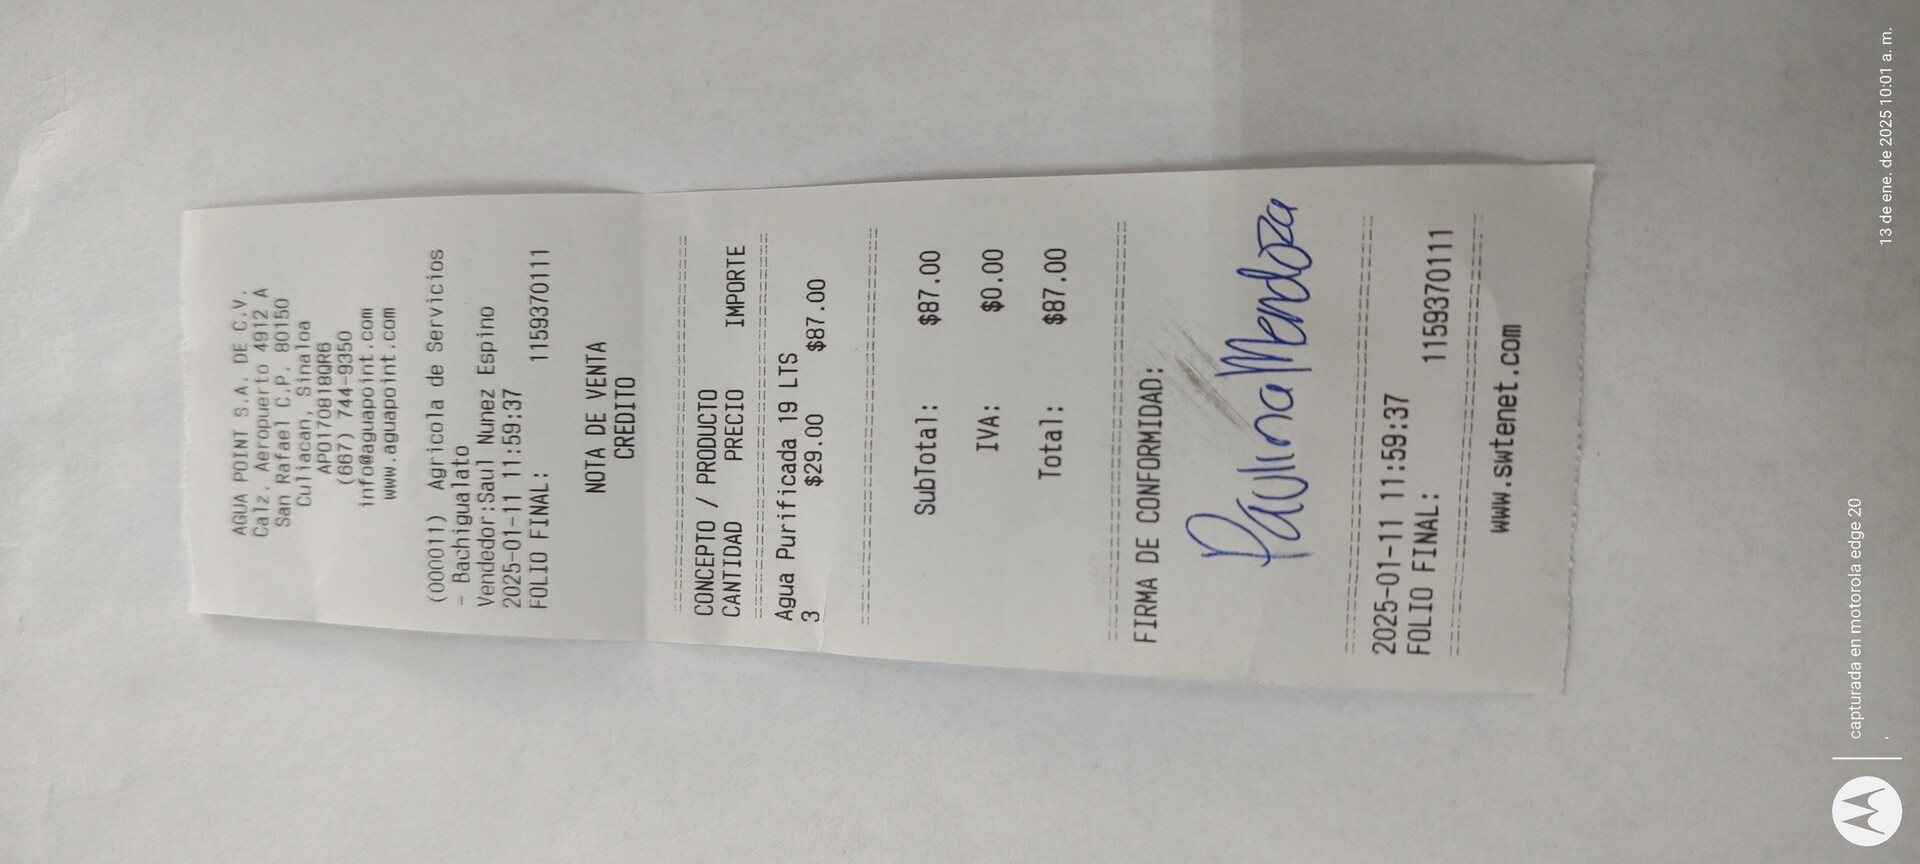 AGUA POINT S.A. DE C.V.
Calz. Aeropuerto 4912 A
San Rafael C.P. 80150
Culiacan, Sinaloa
APO170818QR6
(667) 744-9350
info@aguapoint.com
www.aguapoint.com
(000011) Agricola de Servicios
- Bachigualato
Vendedor:Saul Nunez Espino
2025-01-11 11:59:37
FOLIO FINAL: 1159370111
NOTA DE VENTA
CREDITO
CONCEPTO / PRODUCTO
CANTIDAD PRECIO IMPORTE
Agua Purificada 19 LTS
3 $29.00 $87.00
SubTotal: $87.00
IVA: $0.00
Total: $87.00
FIRMA DE CONFORMIDAD:
Paulina Mendoza
2025-01-11 11:59:37
FOLIO FINAL: 1159370111
www.swtenet.com
capturada en motorola edge 20
13 de ene. de 2025 10:01 a. m.